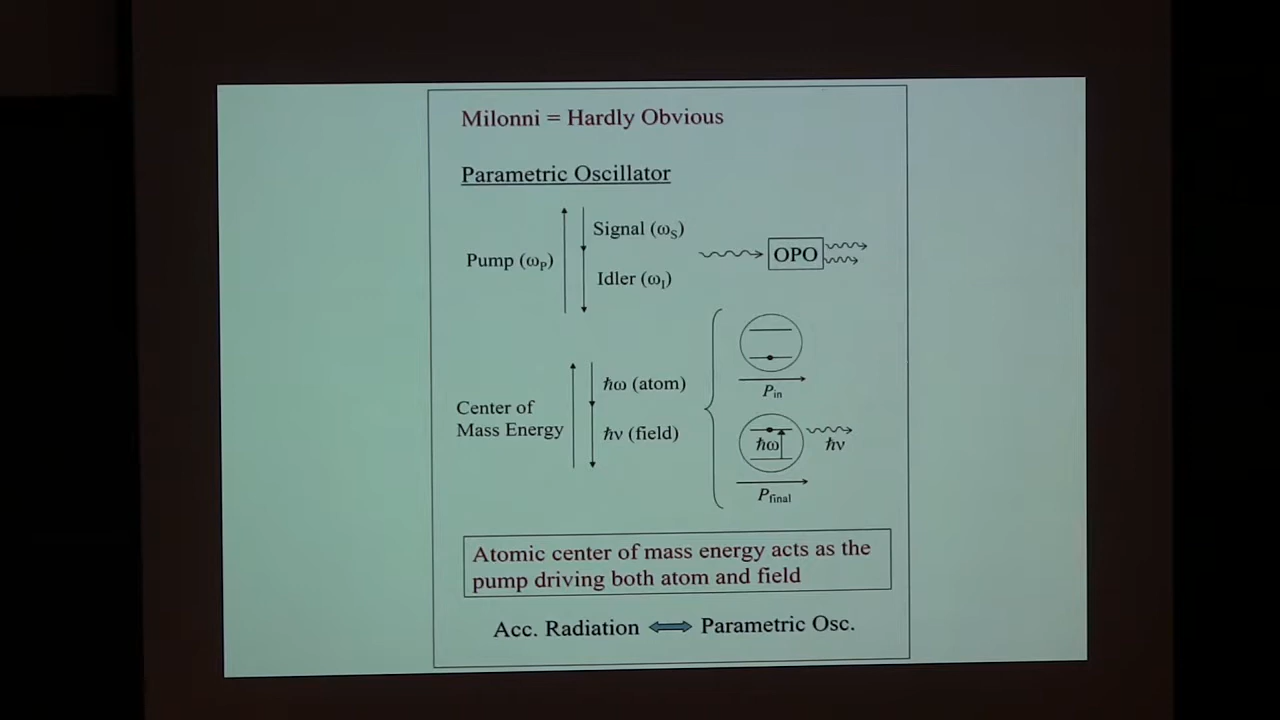 Milonni = Hardly Obvious
Parametric Oscillator
Signal (ωS)
Pump (ωP)
OPO
Idler (ωI)
ħω (atom)
Pin
Center of
Mass Energy
ħν (field)
ħω
ħν
Pfinal
Atomic center of mass energy acts as the
pump driving both atom and field
Acc. Radiation ⟺ Parametric Osc.